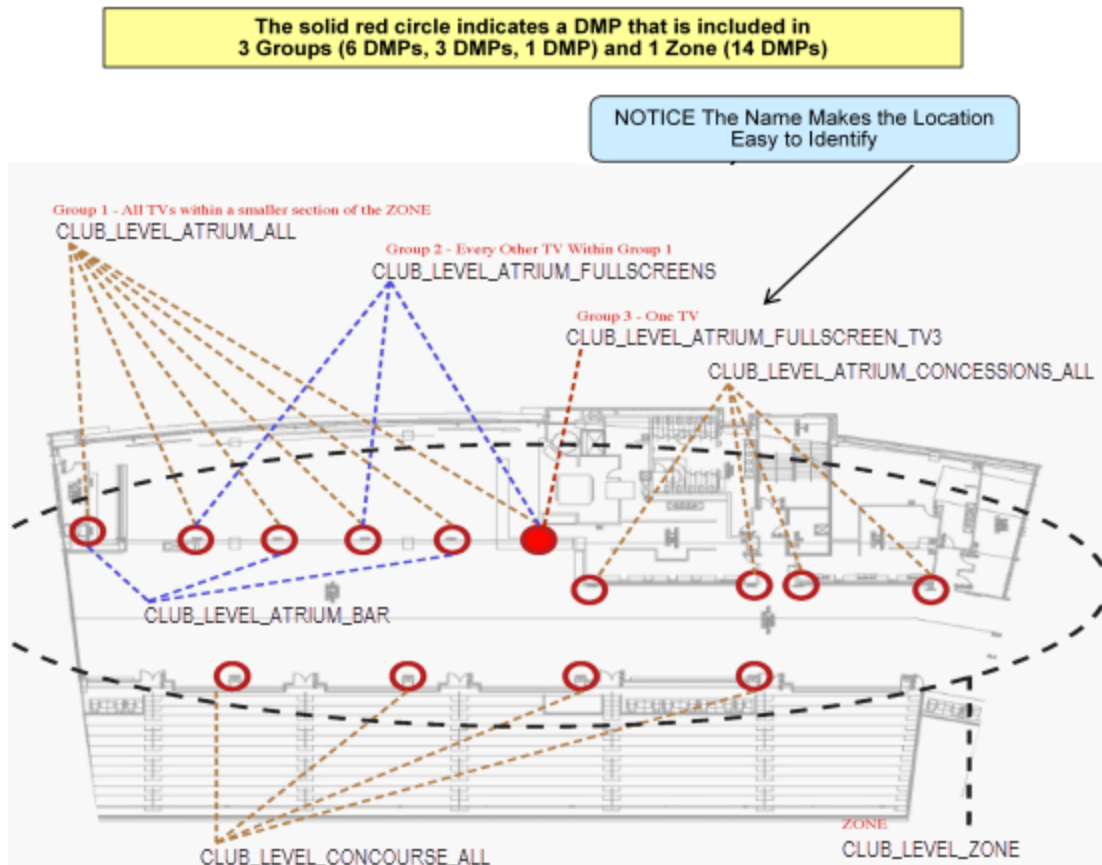 The solid red circle indicates a DMP that is included in
3 Groups (6 DMPs, 3 DMPs, 1 DMP) and 1 Zone (14 DMPs)
NOTICE The Name Makes the Location
Easy to Identify
Group 1 - All TVs within a smaller section of the ZONE
CLUB_LEVEL_ATRIUM_ALL
Group 2 - Every Other TV Within Group 1
CLUB_LEVEL_ATRIUM_FULLSCREENS
Group 3 - One TV
CLUB_LEVEL_ATRIUM_FULLSCREEN_TV3
CLUB_LEVEL_ATRIUM_CONCESSIONS_ALL
CLUB_LEVEL_ATRIUM_BAR
ZONE
CLUB_LEVEL_ZONE
CLUB_LEVEL_CONCOURSE_ALL